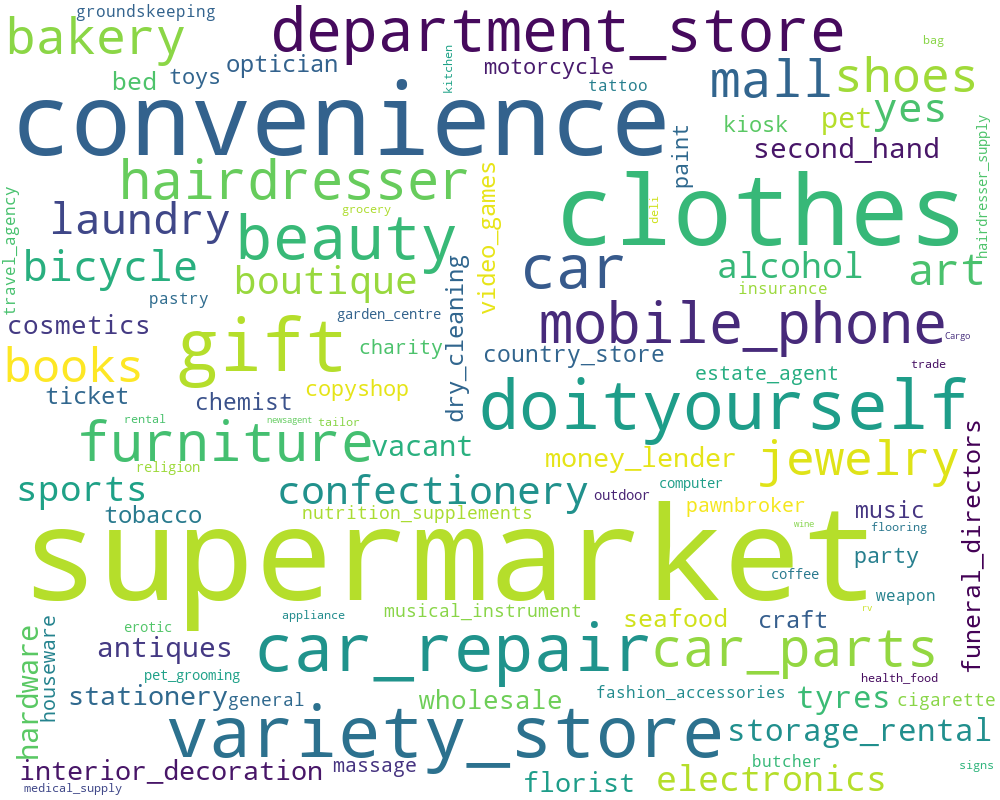 groundskeeping
bakery
department_store
bag
bed
toys
optician
kitchen
motorcycle
tattoo
mall
shoes
convenience
kiosk
pet
yes
paint
second_hand
hairdresser_supply
hairdresser
video_games
clothes
deli
travel_agency
laundry
grocery
beauty
bicycle
boutique
car
alcohol
art
insurance
pastry
dry_cleaning
garden_centre
cosmetics
gift
mobile_phone
Cargo
books
charity
country_store
trade
estate_agent
ticket
chemist
copyshop
doityourself
rental
newsagent
tailor
furniture
vacant
funeral_directors
religion
money_lender
jewelry
sports
confectionery
computer
outdoor
pawnbroker
tobacco
nutrition_supplements
music
wine
flooring
supermarket
party
coffee
weapon
erotic
appliance
musical_instrument
seafood
rv
craft
hardware
houseware
antiques
car_repair
car_parts
pet_grooming
health_food
stationery
general
wholesale
fashion_accessories
tyres
cigarette
variety_store
storage_rental
interior_decoration
massage
butcher
signs
medical_supply
florist
electronics